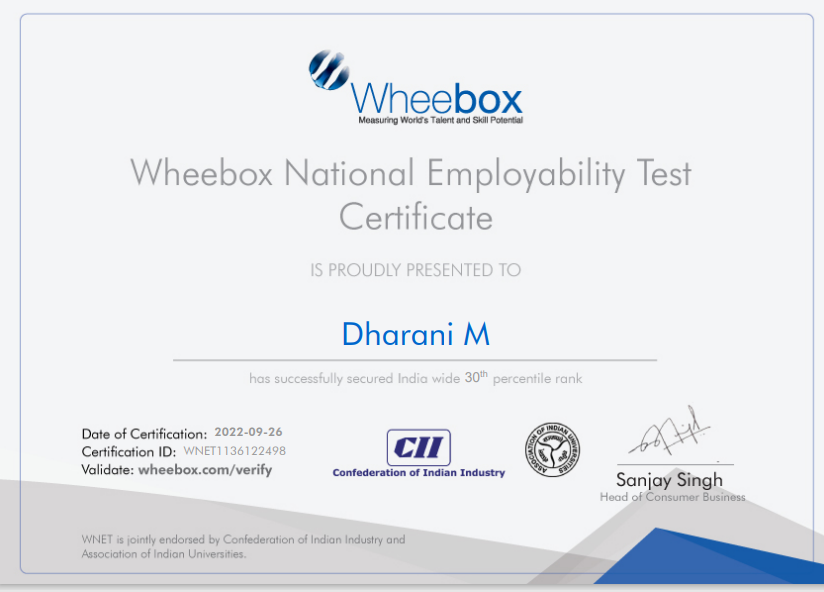 Wheebox
Measuring World's Talent and Skill Potential
Wheebox National Employability Test
Certificate
IS PROUDLY PRESENTED TO
Dharani M
has successfully secured India wide 30th percentile rank
Date of Certification: 2022-09-26
Certification ID: WNET1136122498
Validate: wheebox.com/verify
CII
Confederation of Indian Industry
ASSOCIATION OF INDIAN UNIVERSITIES
Sanjay Singh
Head of Consumer Business
WNET is jointly endorsed by Confederation of Indian Industry and
Association of Indian Universities.